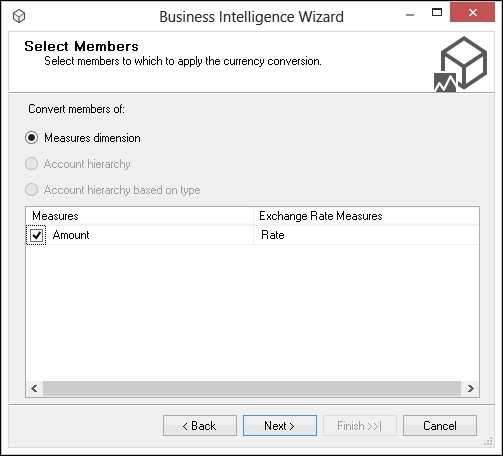 Business Intelligence Wizard
Select Members
Select members to which to apply the currency conversion.
Convert members of:
Measures dimension
Account hierarchy
Account hierarchy based on type
Measures Exchange Rate Measures
Amount Rate
< Back Next > Finish >>| Cancel